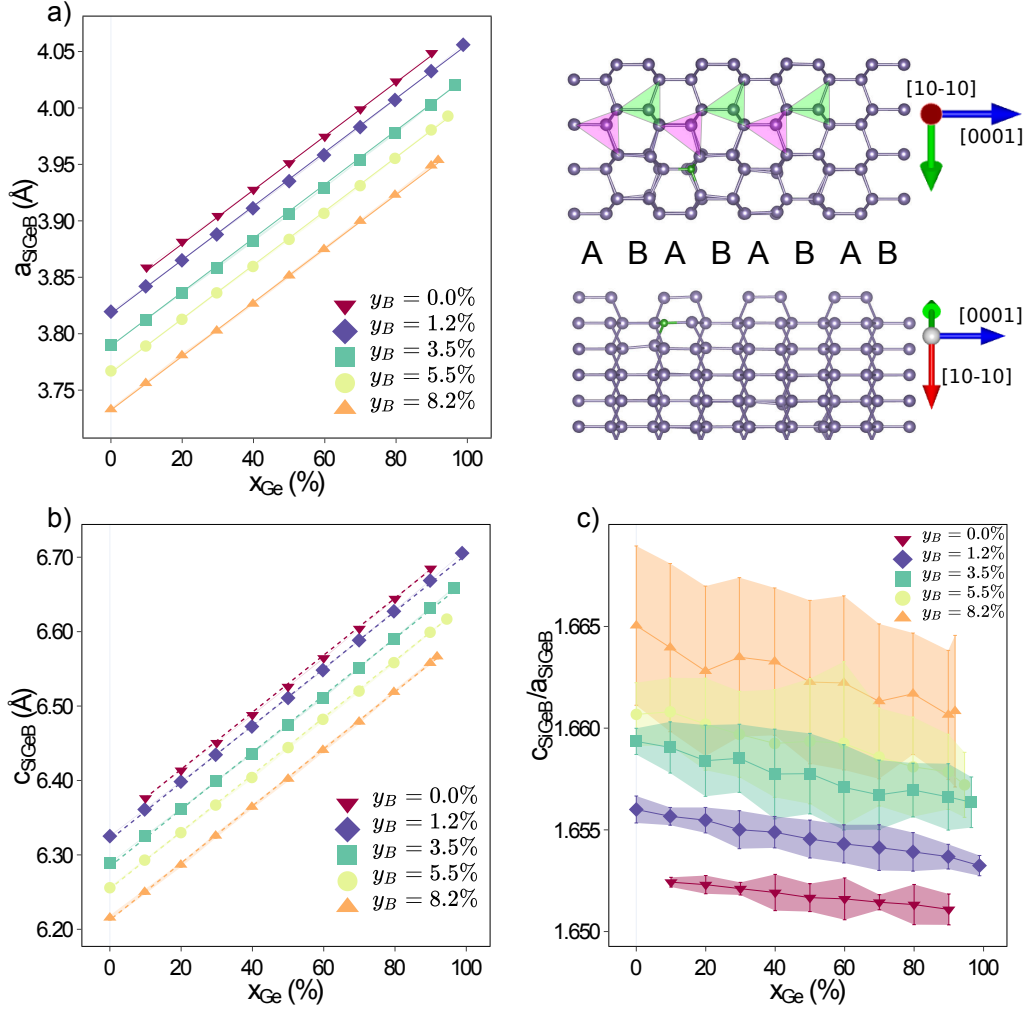 a)
4.05
4.00
3.95
3.90
3.85
3.80
3.75
a_SiGeB (Å)
y_B = 0.0%
y_B = 1.2%
y_B = 3.5%
y_B = 5.5%
y_B = 8.2%
0 20 40 60 80 100
x_Ge (%)
[10-10]
[0001]
A B A B A B A B
[0001]
[10-10]
b)
6.70
6.60
6.50
6.40
6.30
6.20
c_SiGeB (Å)
y_B = 0.0%
y_B = 1.2%
y_B = 3.5%
y_B = 5.5%
y_B = 8.2%
0 20 40 60 80 100
x_Ge (%)
c)
y_B = 0.0%
y_B = 1.2%
y_B = 3.5%
y_B = 5.5%
y_B = 8.2%
1.665
1.660
1.655
1.650
c_SiGeB/a_SiGeB
0 20 40 60 80 100
x_Ge (%)